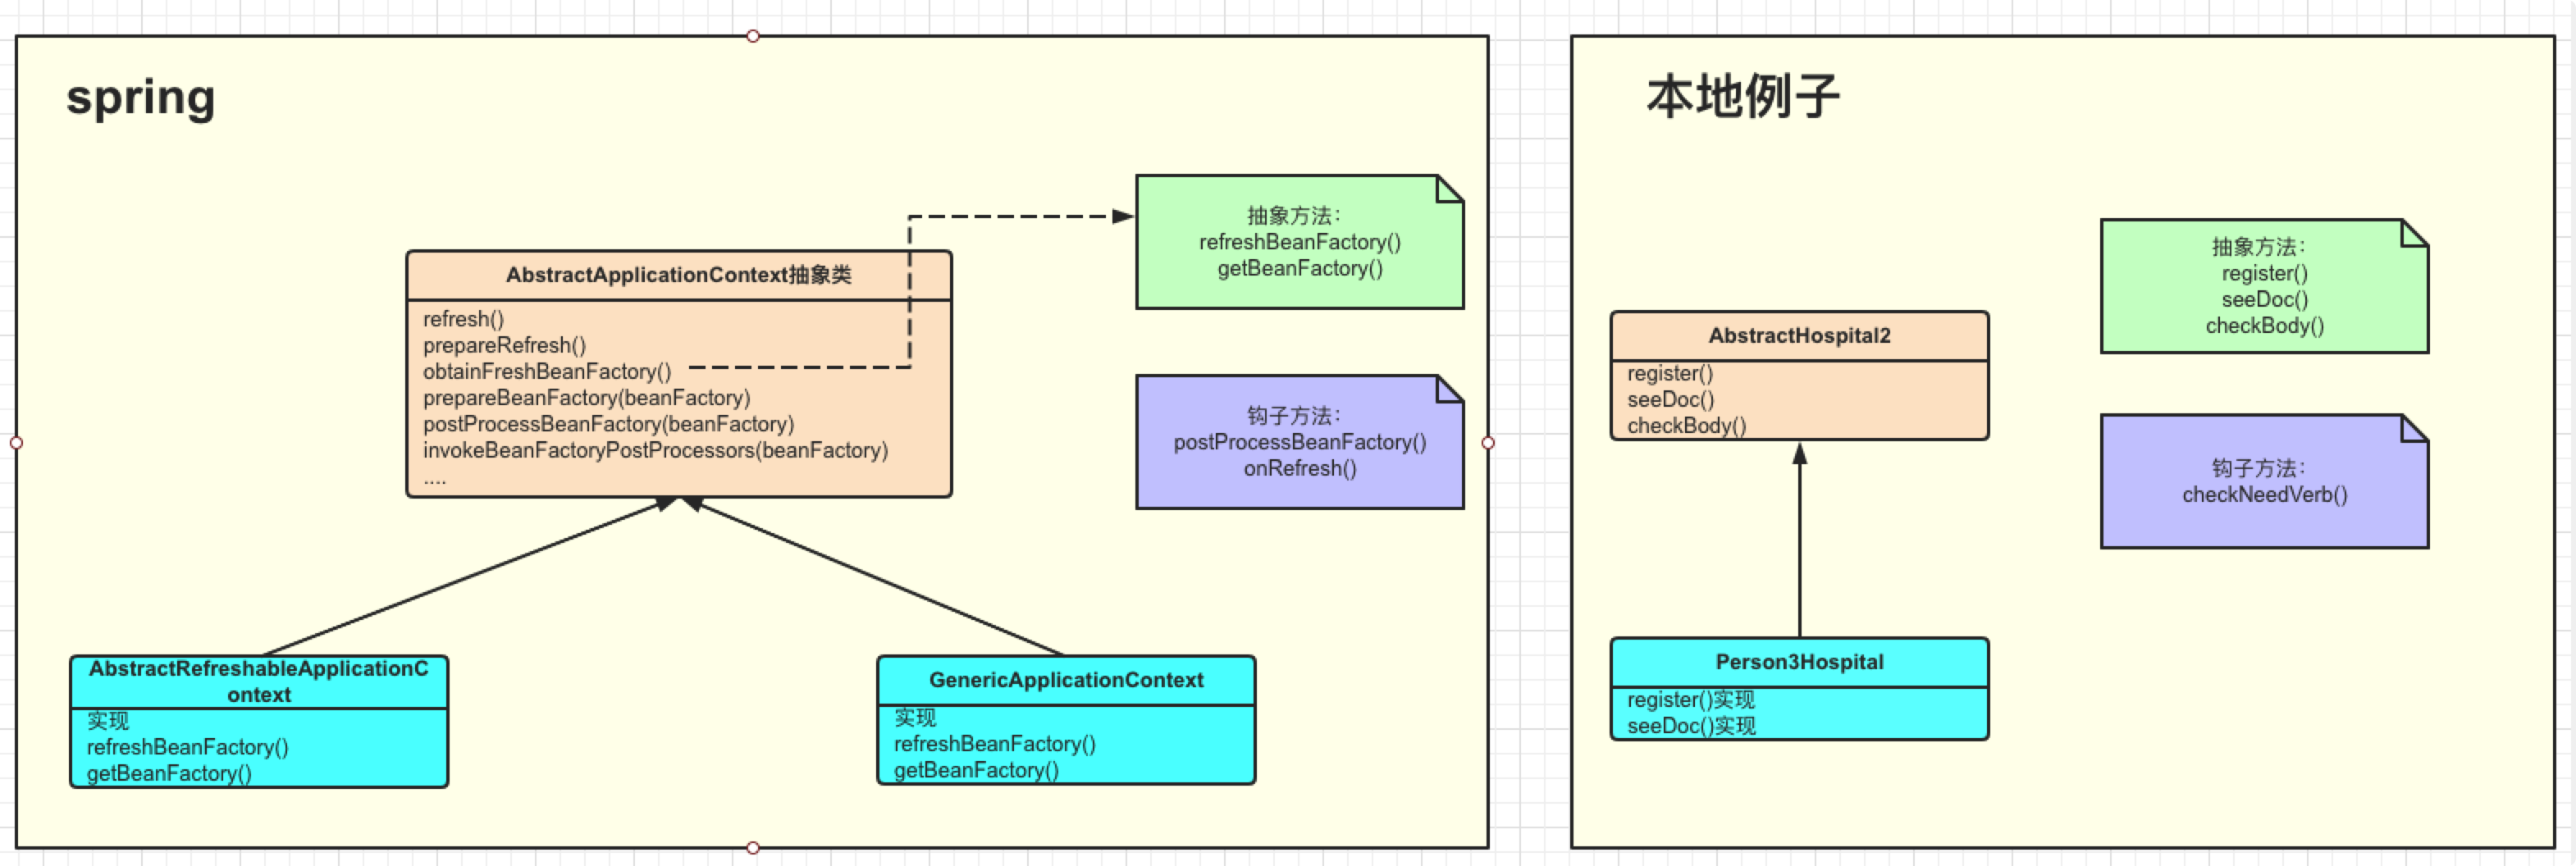 spring
AbstractApplicationContext抽象类
refresh()
prepareRefresh()
obtainFreshBeanFactory()
prepareBeanFactory(beanFactory)
postProcessBeanFactory(beanFactory)
invokeBeanFactoryPostProcessors(beanFactory)
....
抽象方法：
refreshBeanFactory()
getBeanFactory()
钩子方法：
postProcessBeanFactory()
onRefresh()
AbstractRefreshableApplicationC
ontext
实现
refreshBeanFactory()
getBeanFactory()
GenericApplicationContext
实现
refreshBeanFactory()
getBeanFactory()
本地例子
AbstractHospital2
register()
seeDoc()
checkBody()
抽象方法：
register()
seeDoc()
checkBody()
钩子方法：
checkNeedVerb()
Person3Hospital
register()实现
seeDoc()实现